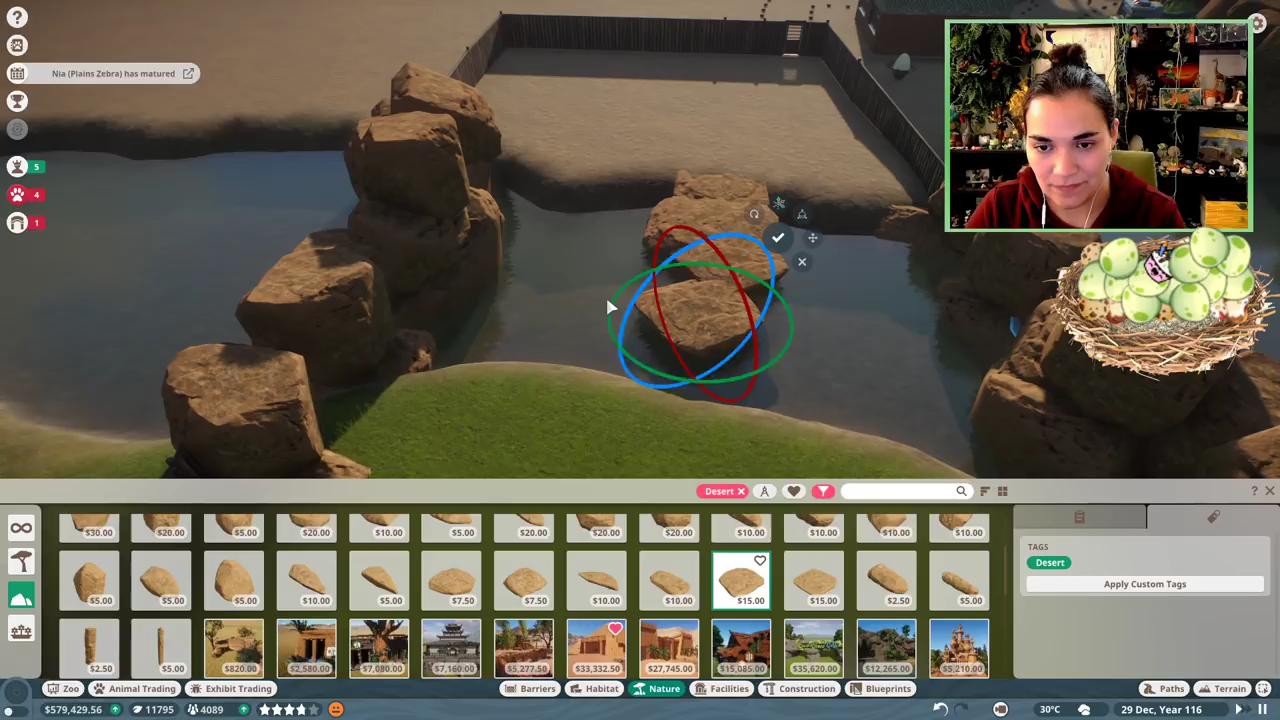 ?
Nia (Plains Zebra) has matured
5
4
1
Desert ×
? ×
$30.00 $20.00 $5.00 $20.00 $10.00 $5.00 $20.00 $20.00 $20.00 $10.00 $10.00 $20.00 $10.00
$5.00 $5.00 $5.00 $10.00 $5.00 $7.50 $7.50 $10.00 $10.00 $15.00 $15.00 $2.50 $5.00
$2.50 $5.00 $820.00 $2,580.00 $7,080.00 $7,160.00 $5,277.50 $33,332.50 $27,745.00 $15,085.00 $35,620.00 $12,265.00 $5,210.00
TAGS
Desert
Apply Custom Tags
Zoo Animal Trading Exhibit Trading Barriers Habitat Nature Facilities Construction Blueprints Paths Terrain
$579,429.56 11795 4089 30°C 29 Dec, Year 116